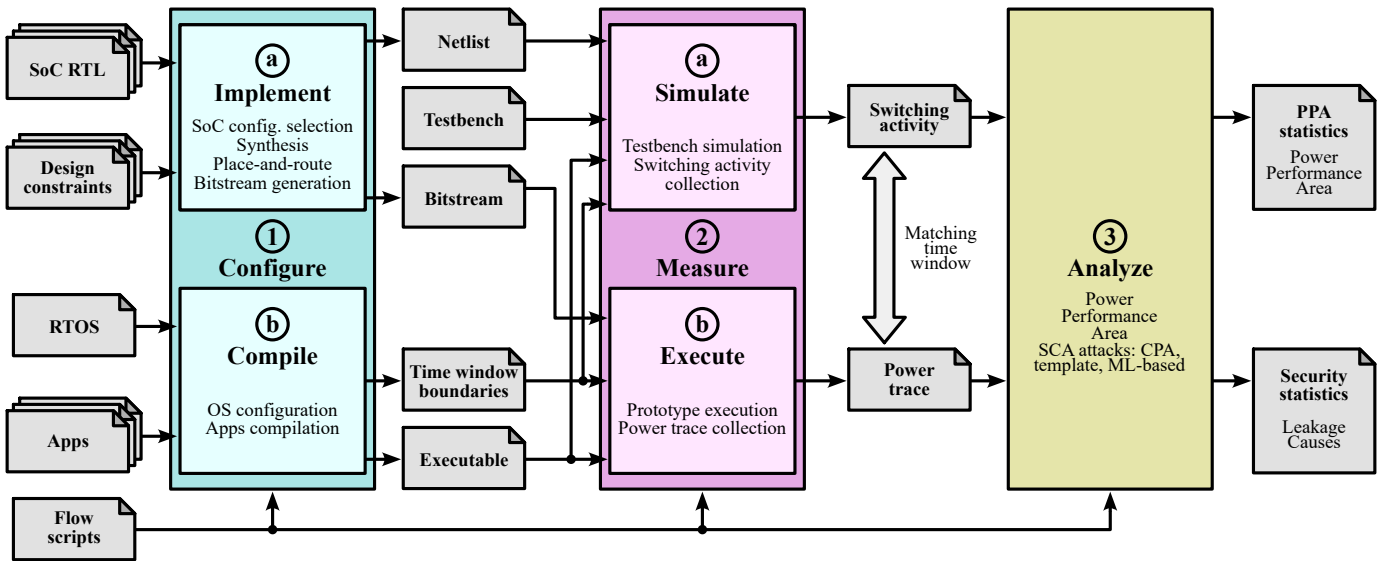 SoC RTL
Design
constraints
RTOS
Apps
Flow
scripts
a
Implement
SoC config. selection
Synthesis
Place-and-route
Bitstream generation
1
Configure
b
Compile
OS configuration
Apps compilation
Netlist
Testbench
Bitstream
Time window
boundaries
Executable
a
Simulate
Testbench simulation
Switching activity
collection
2
Measure
b
Execute
Prototype execution
Power trace collection
Switching
activity
Matching
time
window
Power
trace
3
Analyze
Power
Performance
Area
SCA attacks: CPA,
template, ML-based
PPA
statistics
Power
Performance
Area
Security
statistics
Leakage
Causes